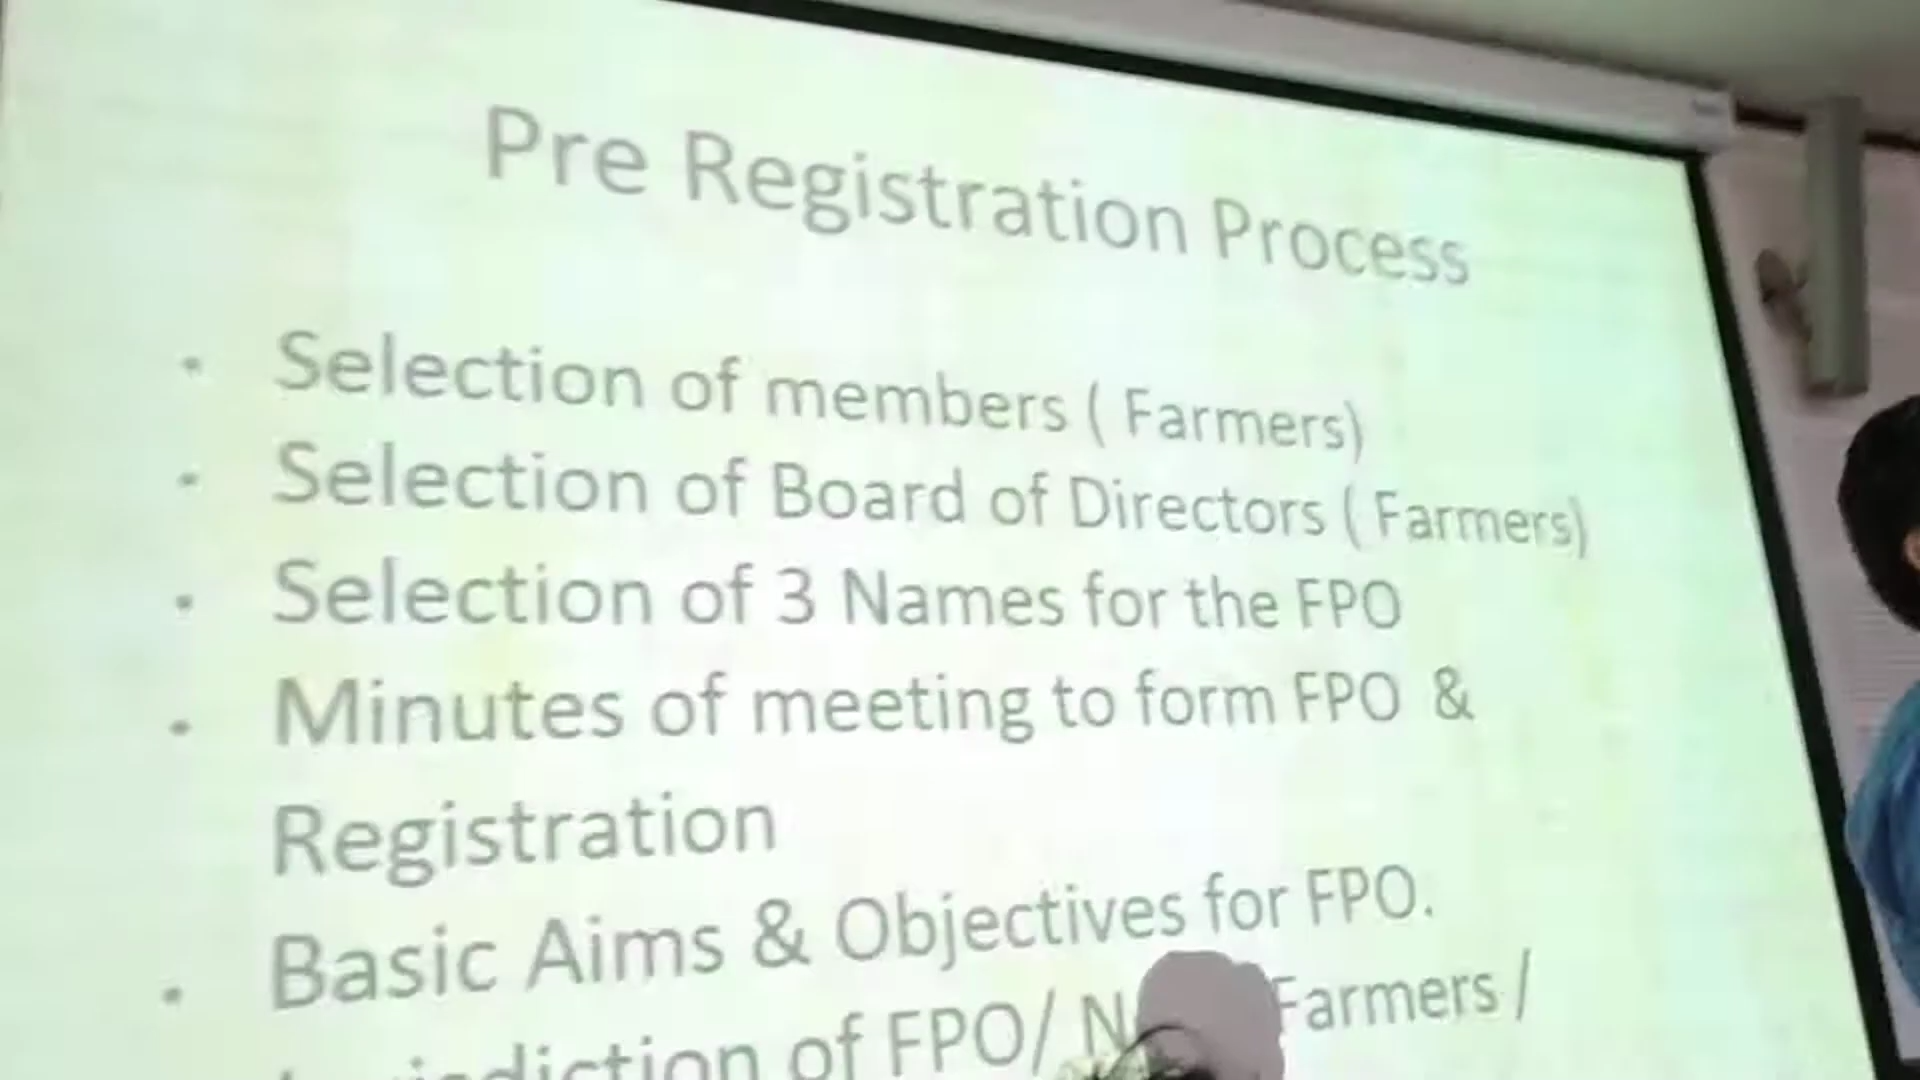 Pre Registration Process
• Selection of members ( Farmers)
• Selection of Board of Directors ( Farmers)
• Selection of 3 Names for the FPO
• Minutes of meeting to form FPO &
Registration
• Basic Aims & Objectives for FPO.
of FPO/ Farmers /